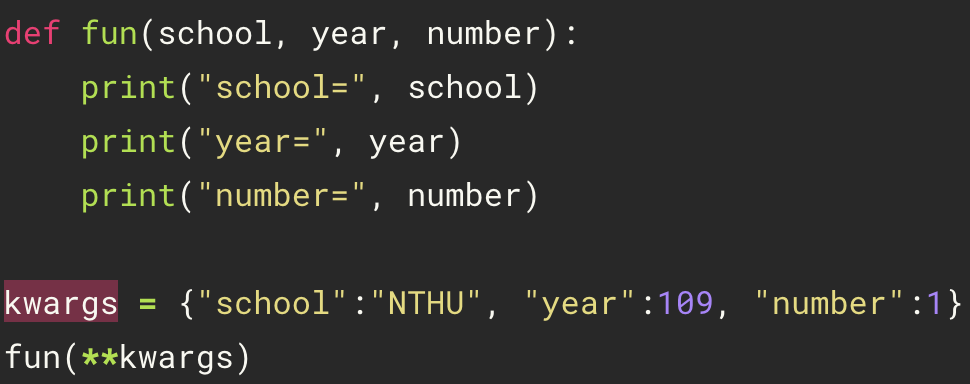 def fun(school, year, number):
    print("school=", school)
    print("year=", year)
    print("number=", number)

kwargs = {"school":"NTHU", "year":109, "number":1}
fun(**kwargs)